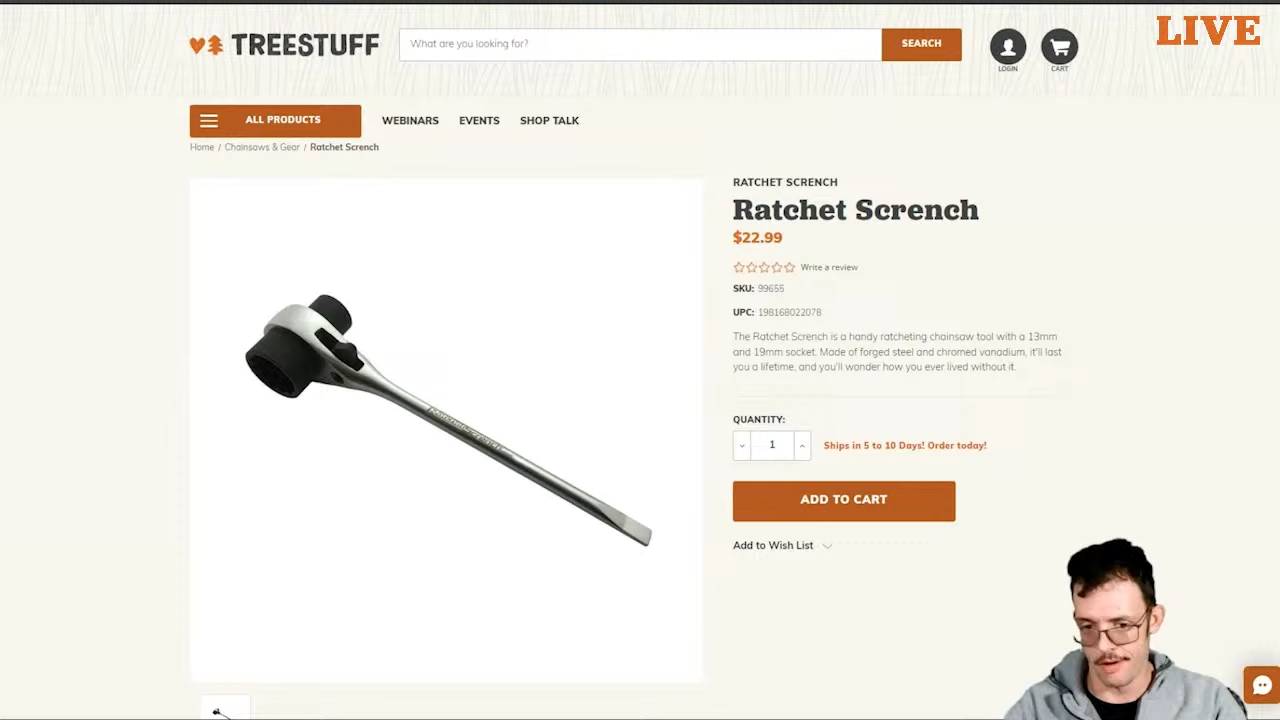 LIVE
TREESTUFF
What are you looking for?
SEARCH
LOGIN
CART
ALL PRODUCTS
WEBINARS
EVENTS
SHOP TALK
Home / Chainsaws & Gear / Ratchet Scrench
RATCHET SCRENCH
Ratchet Scrench
$22.99
Write a review
SKU: 99655
UPC: 198168022078
The Ratchet Scrench is a handy ratcheting chainsaw tool with a 13mm
and 19mm socket. Made of forged steel and chromed vanadium, it'll last
you a lifetime, and you'll wonder how you ever lived without it.
QUANTITY:
1
Ships in 5 to 10 Days! Order today!
ADD TO CART
Add to Wish List
Ratchet-Scrench